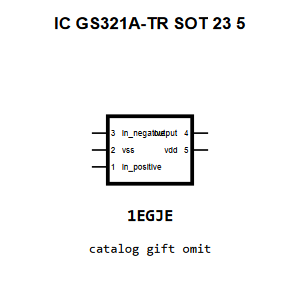 IC GS321A-TR SOT 23 5
3 in_negative output 4
2 vss vdd 5
1 in_positive
1EGJE
catalog gift omit